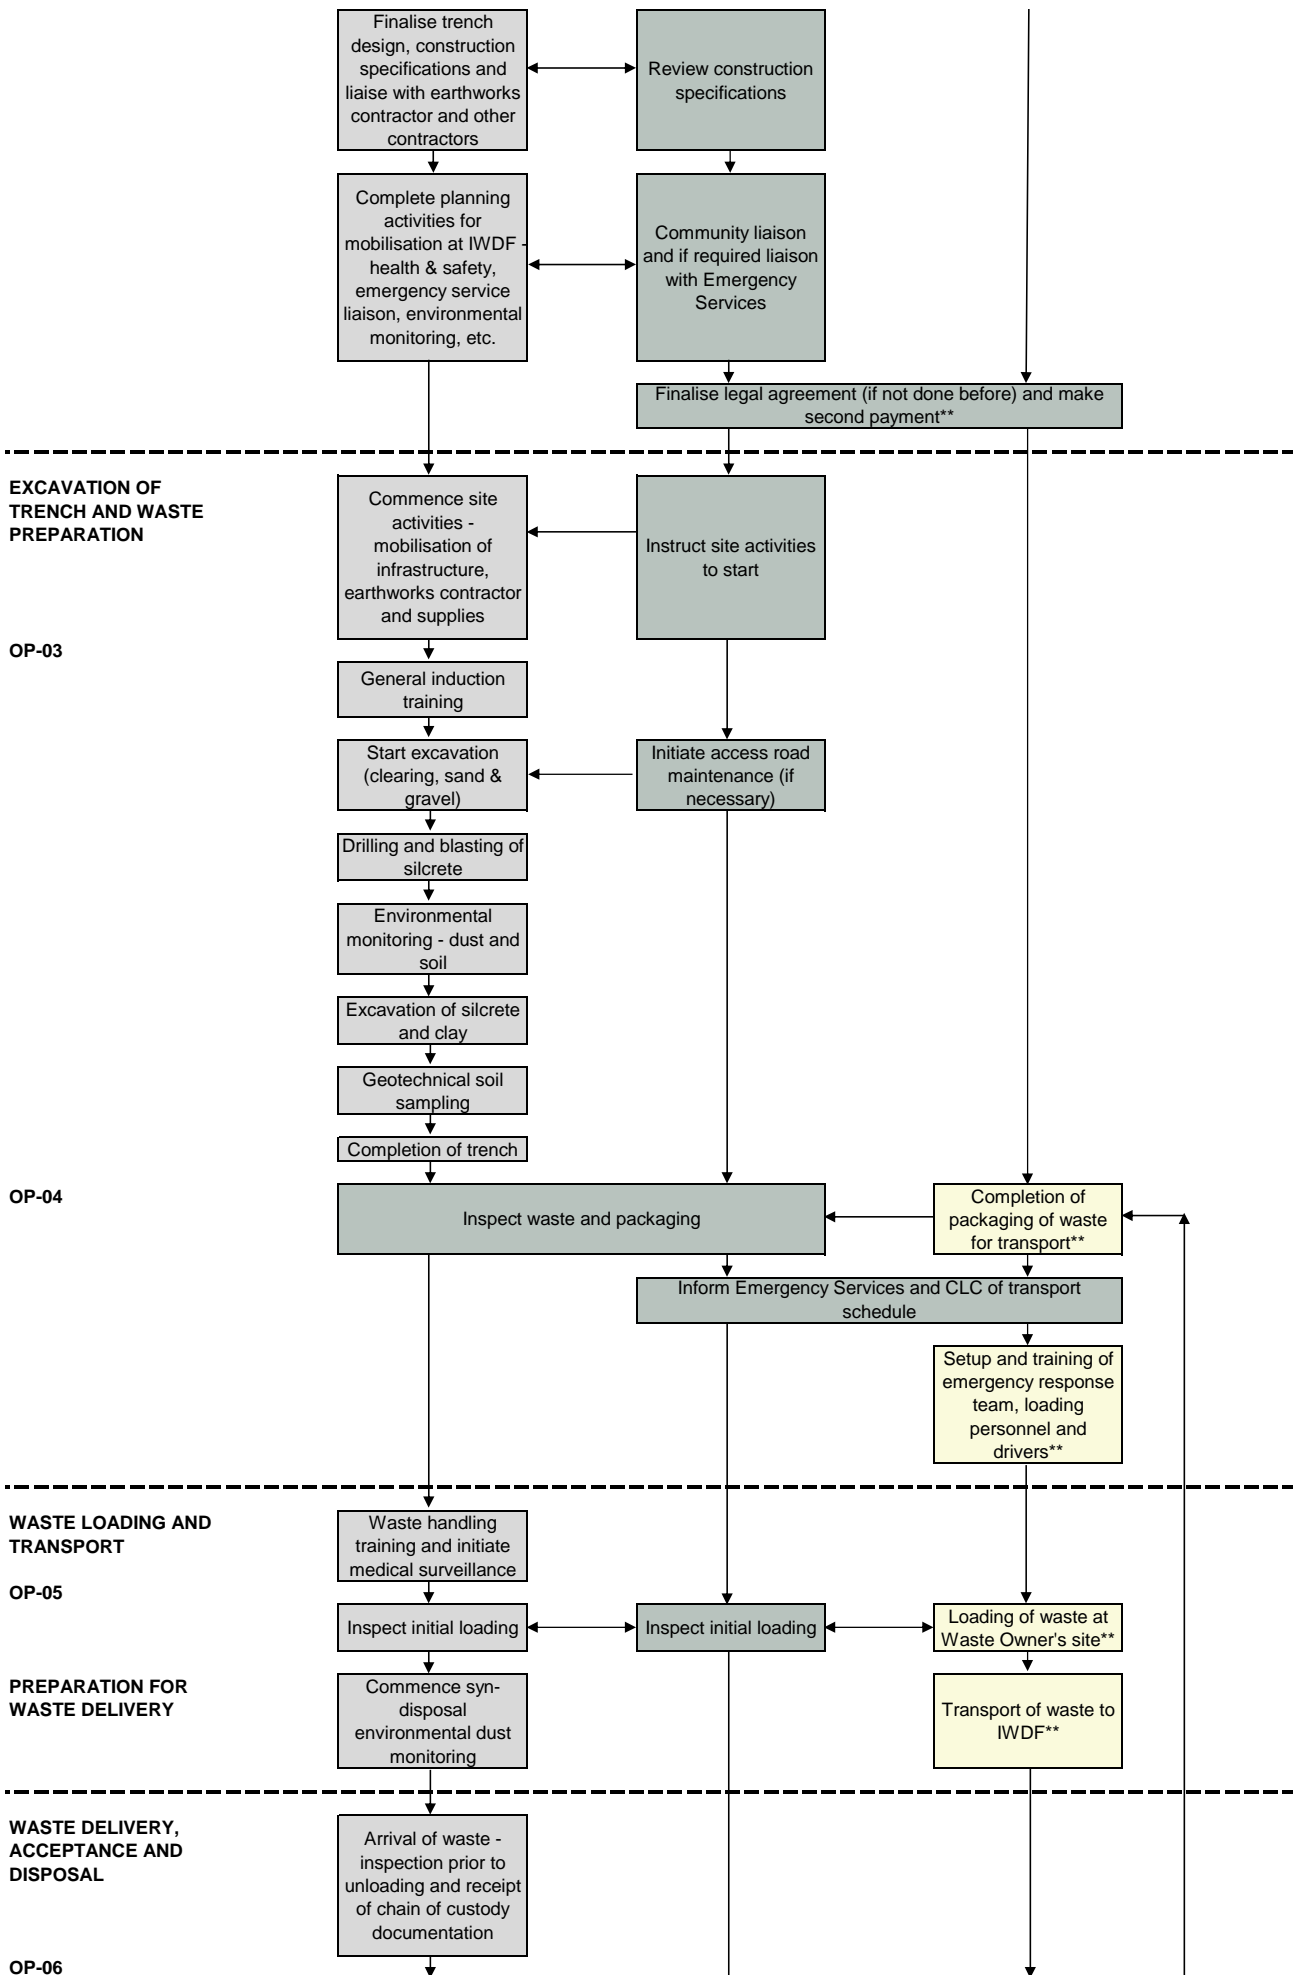 Finalise trench
design, construction
specifications and
liaise with earthworks
contractor and other
contractors
Review construction
specifications
Complete planning
activities for
mobilisation at IWDF -
health & safety,
emergency service
liaison, environmental
monitoring, etc.
Community liaison
and if required liaison
with Emergency
Services
Finalise legal agreement (if not done before) and make
second payment**
EXCAVATION OF
TRENCH AND WASTE
PREPARATION
Commence site
activities -
mobilisation of
infrastructure,
earthworks contractor
and supplies
Instruct site activities
to start
OP-03
General induction
training
Start excavation
(clearing, sand &
gravel)
Initiate access road
maintenance (if
necessary)
Drilling and blasting of
silcrete
Environmental
monitoring - dust and
soil
Excavation of silcrete
and clay
Geotechnical soil
sampling
Completion of trench
OP-04
Inspect waste and packaging
Completion of
packaging of waste
for transport**
Inform Emergency Services and CLC of transport
schedule
Setup and training of
emergency response
team, loading
personnel and
drivers**
WASTE LOADING AND
TRANSPORT
Waste handling
training and initiate
medical surveillance
OP-05
Inspect initial loading
Inspect initial loading
Loading of waste at
Waste Owner's site**
PREPARATION FOR
WASTE DELIVERY
Commence syn-
disposal
environmental dust
monitoring
Transport of waste to
IWDF**
WASTE DELIVERY,
ACCEPTANCE AND
DISPOSAL
Arrival of waste -
inspection prior to
unloading and receipt
of chain of custody
documentation
OP-06